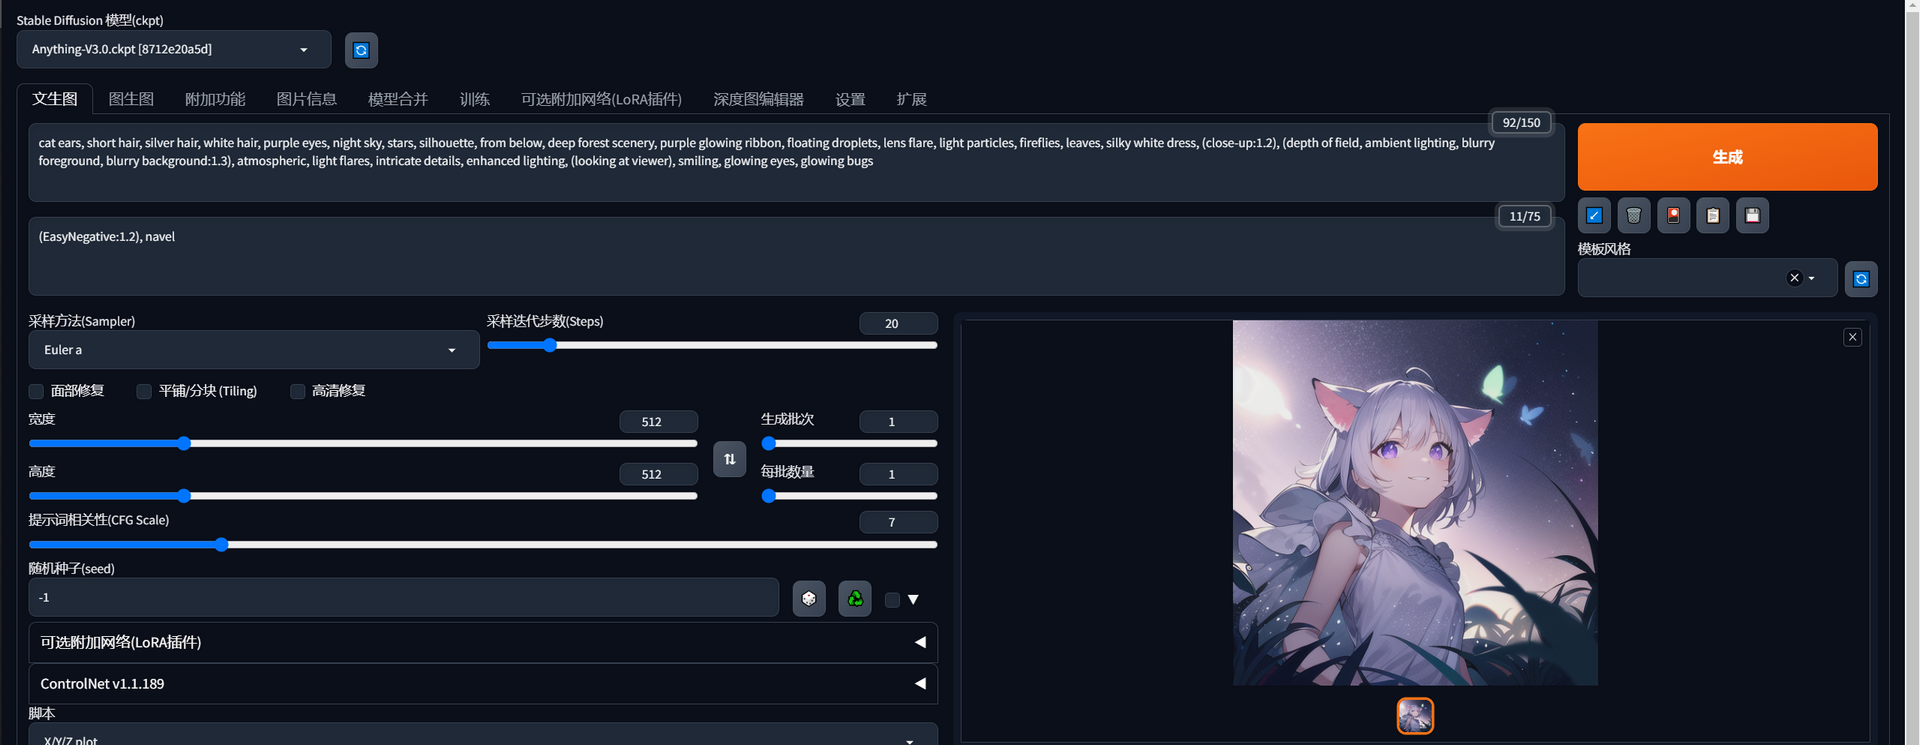 Stable Diffusion 模型(ckpt)
Anything-V3.0.ckpt [8712e20a5d]
文生图 图生图 附加功能 图片信息 模型合并 训练 可选附加网络(LoRA插件) 深度图编辑器 设置 扩展
92/150
cat ears, short hair, silver hair, white hair, purple eyes, night sky, stars, silhouette, from below, deep forest scenery, purple glowing ribbon, floating droplets, lens flare, light particles, fireflies, leaves, silky white dress, (close-up:1.2), (depth of field, ambient lighting, blurry
foreground, blurry background:1.3), atmospheric, light flares, intricate details, enhanced lighting, (looking at viewer), smiling, glowing eyes, glowing bugs
生成
11/75
(EasyNegative:1.2), navel
模板风格
采样方法(Sampler)
Euler a
采样迭代步数(Steps)
20
面部修复 平铺/分块 (Tiling) 高清修复
宽度
512
生成批次
1
高度
512
每批数量
1
提示词相关性(CFG Scale)
7
随机种子(seed)
-1
可选附加网络(LoRA插件)
ControlNet v1.1.189
脚本
X/Y/Z plot